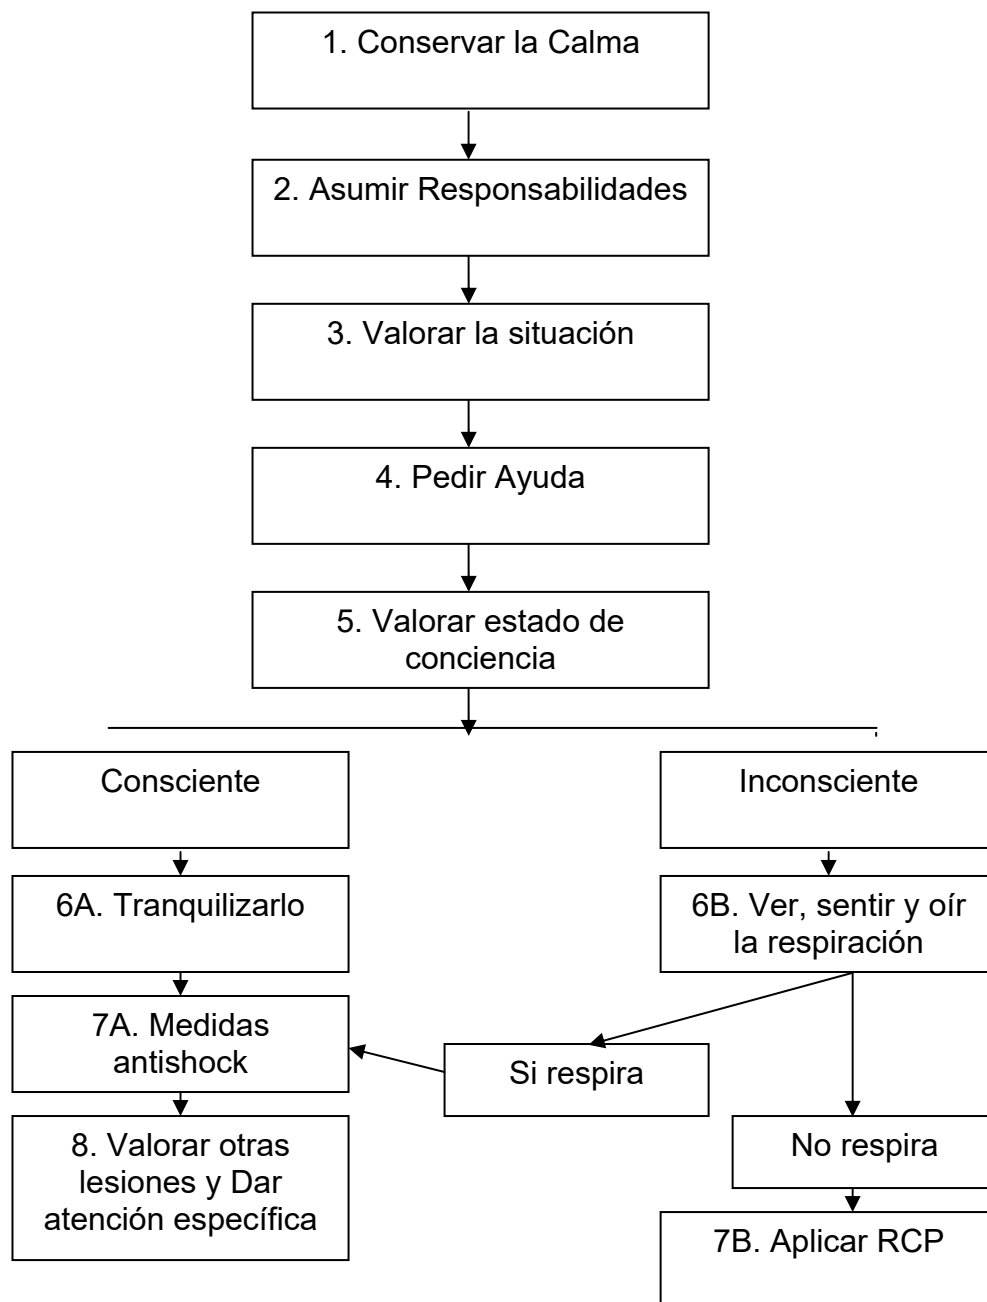 1. Conservar la Calma
2. Asumir Responsabilidades
3. Valorar la situación
4. Pedir Ayuda
5. Valorar estado de
conciencia
Consciente
Inconsciente
6A. Tranquilizarlo
6B. Ver, sentir y oír
la respiración
7A. Medidas
antishock
Si respira
8. Valorar otras
lesiones y Dar
atención específica
No respira
7B. Aplicar RCP